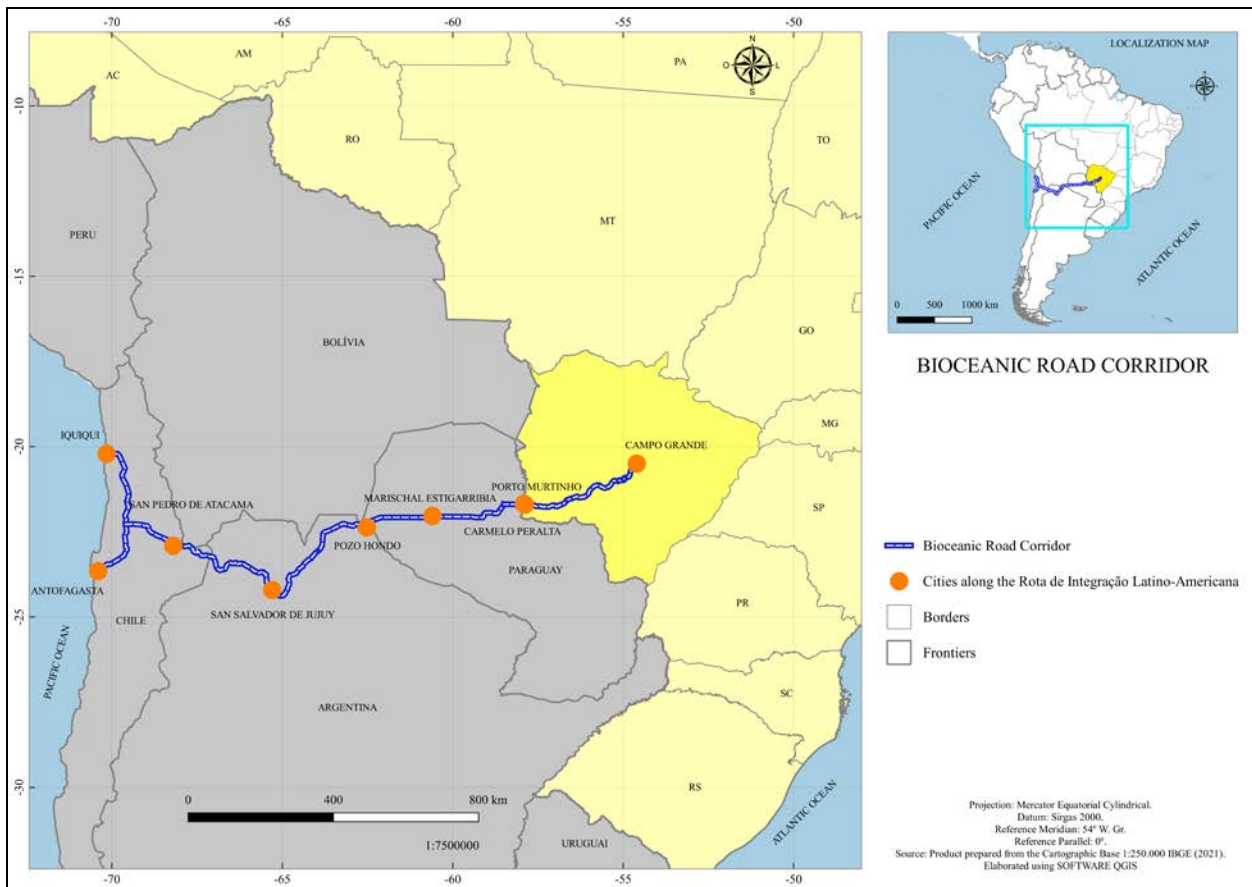 -70
-65
-60
-55
-50
-10
-15
-20
-25
-30
-70
-65
-60
-55
-50
N
O
L
S
AC
AM
PA
RO
TO
MT
PERU
GO
BOLÍVIA
MG
IQUIQUI
CAMPO GRANDE
SAN PEDRO DE ATACAMA
MARISCHAL ESTIGARRIBIA
PORTO MURTINHO
SP
CARMELO PERALTA
POZO HONDO
PARAGUAY
ANTOFAGASTA
SAN SALVADOR DE JUJUY
CHILE
PR
PACIFIC OCEAN
SC
ARGENTINA
RS
ATLANTIC OCEAN
URUGUAI
0
400
800 km
1:7500000
LOCALIZATION MAP
PACIFIC OCEAN
ATLANTIC OCEAN
0
500
1000 km
BIOCEANIC ROAD CORRIDOR
Bioceanic Road Corridor
Cities along the Rota de Integração Latino-Americana
Borders
Frontiers
Projection: Mercator Equatorial Cylindrical.
Datum: Sirgas 2000.
Reference Meridian: 54º W. Gr.
Reference Parallel: 0º.
Source: Product prepared from the Cartographic Base 1:250.000 IBGE (2021).
Elaborated using SOFTWARE QGIS